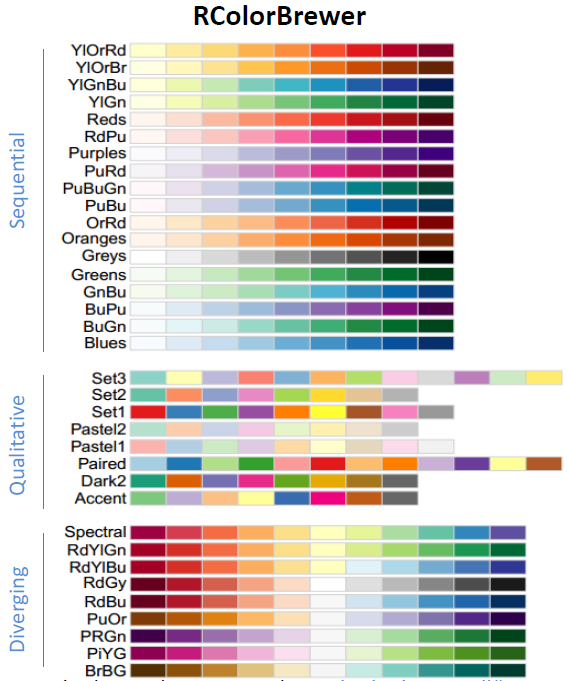 RColorBrewer
Sequential
YlOrRd
YlOrBr
YlGnBu
YlGn
Reds
RdPu
Purples
PuRd
PuBuGn
PuBu
OrRd
Oranges
Greys
Greens
GnBu
BuPu
BuGn
Blues
Qualitative
Set3
Set2
Set1
Pastel2
Pastel1
Paired
Dark2
Accent
Diverging
Spectral
RdYlGn
RdYlBu
RdGy
RdBu
PuOr
PRGn
PiYG
BrBG